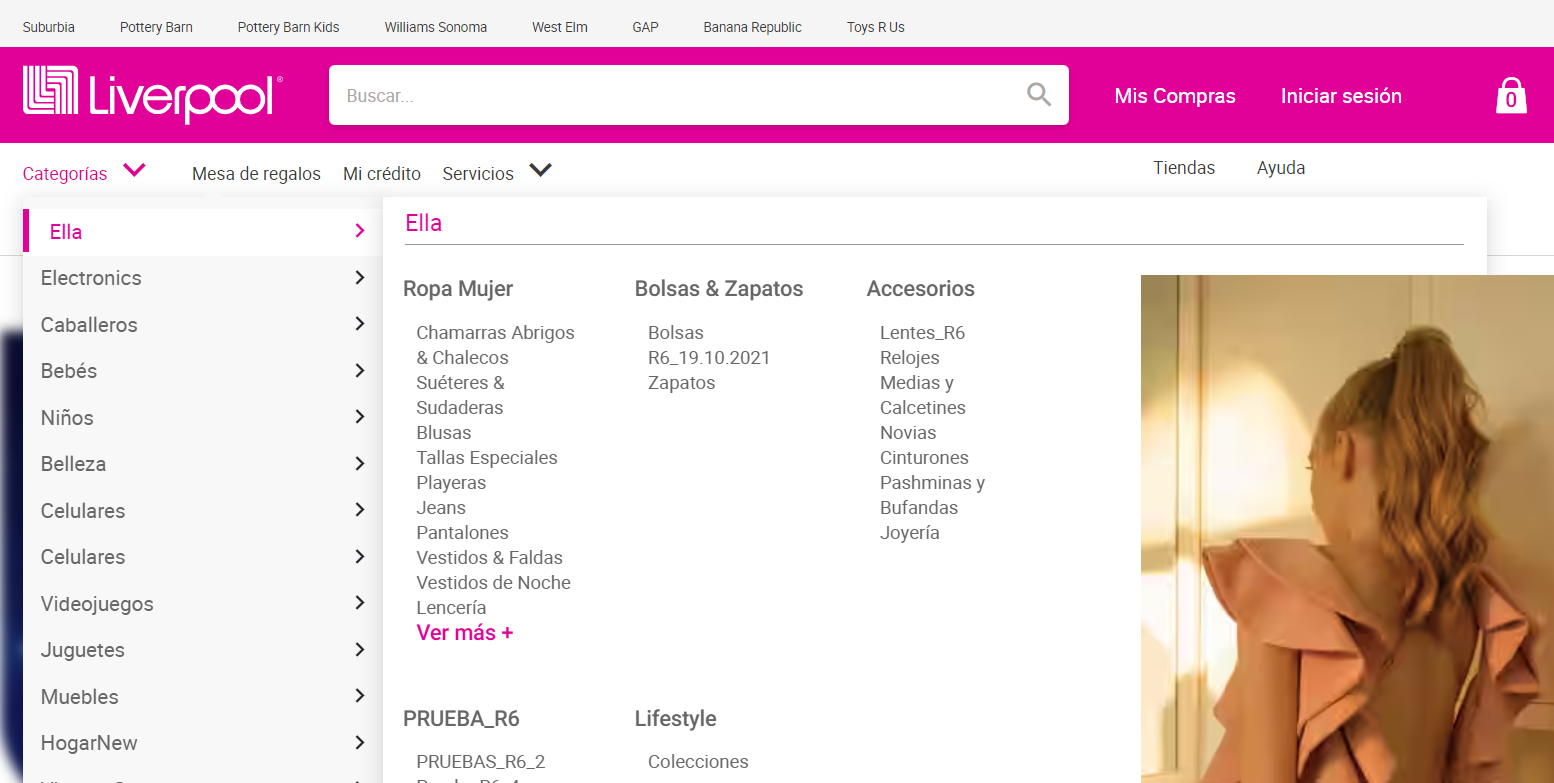 Suburbia Pottery Barn Pottery Barn Kids Williams Sonoma West Elm GAP Banana Republic Toys R Us
Liverpool®
Buscar...
Mis Compras
Iniciar sesión
0
Categorías
Mesa de regalos
Mi crédito
Servicios
Tiendas
Ayuda
Ella
Electronics
Caballeros
Bebés
Niños
Belleza
Celulares
Celulares
Videojuegos
Juguetes
Muebles
HogarNew
Ella
Ropa Mujer
Chamarras Abrigos
& Chalecos
Suéteres &
Sudaderas
Blusas
Tallas Especiales
Playeras
Jeans
Pantalones
Vestidos & Faldas
Vestidos de Noche
Lencería
Ver más +
Bolsas & Zapatos
Bolsas
R6_19.10.2021
Zapatos
Accesorios
Lentes_R6
Relojes
Medias y
Calcetines
Novias
Cinturones
Pashminas y
Bufandas
Joyería
PRUEBA_R6
PRUEBAS_R6_2
Lifestyle
Colecciones